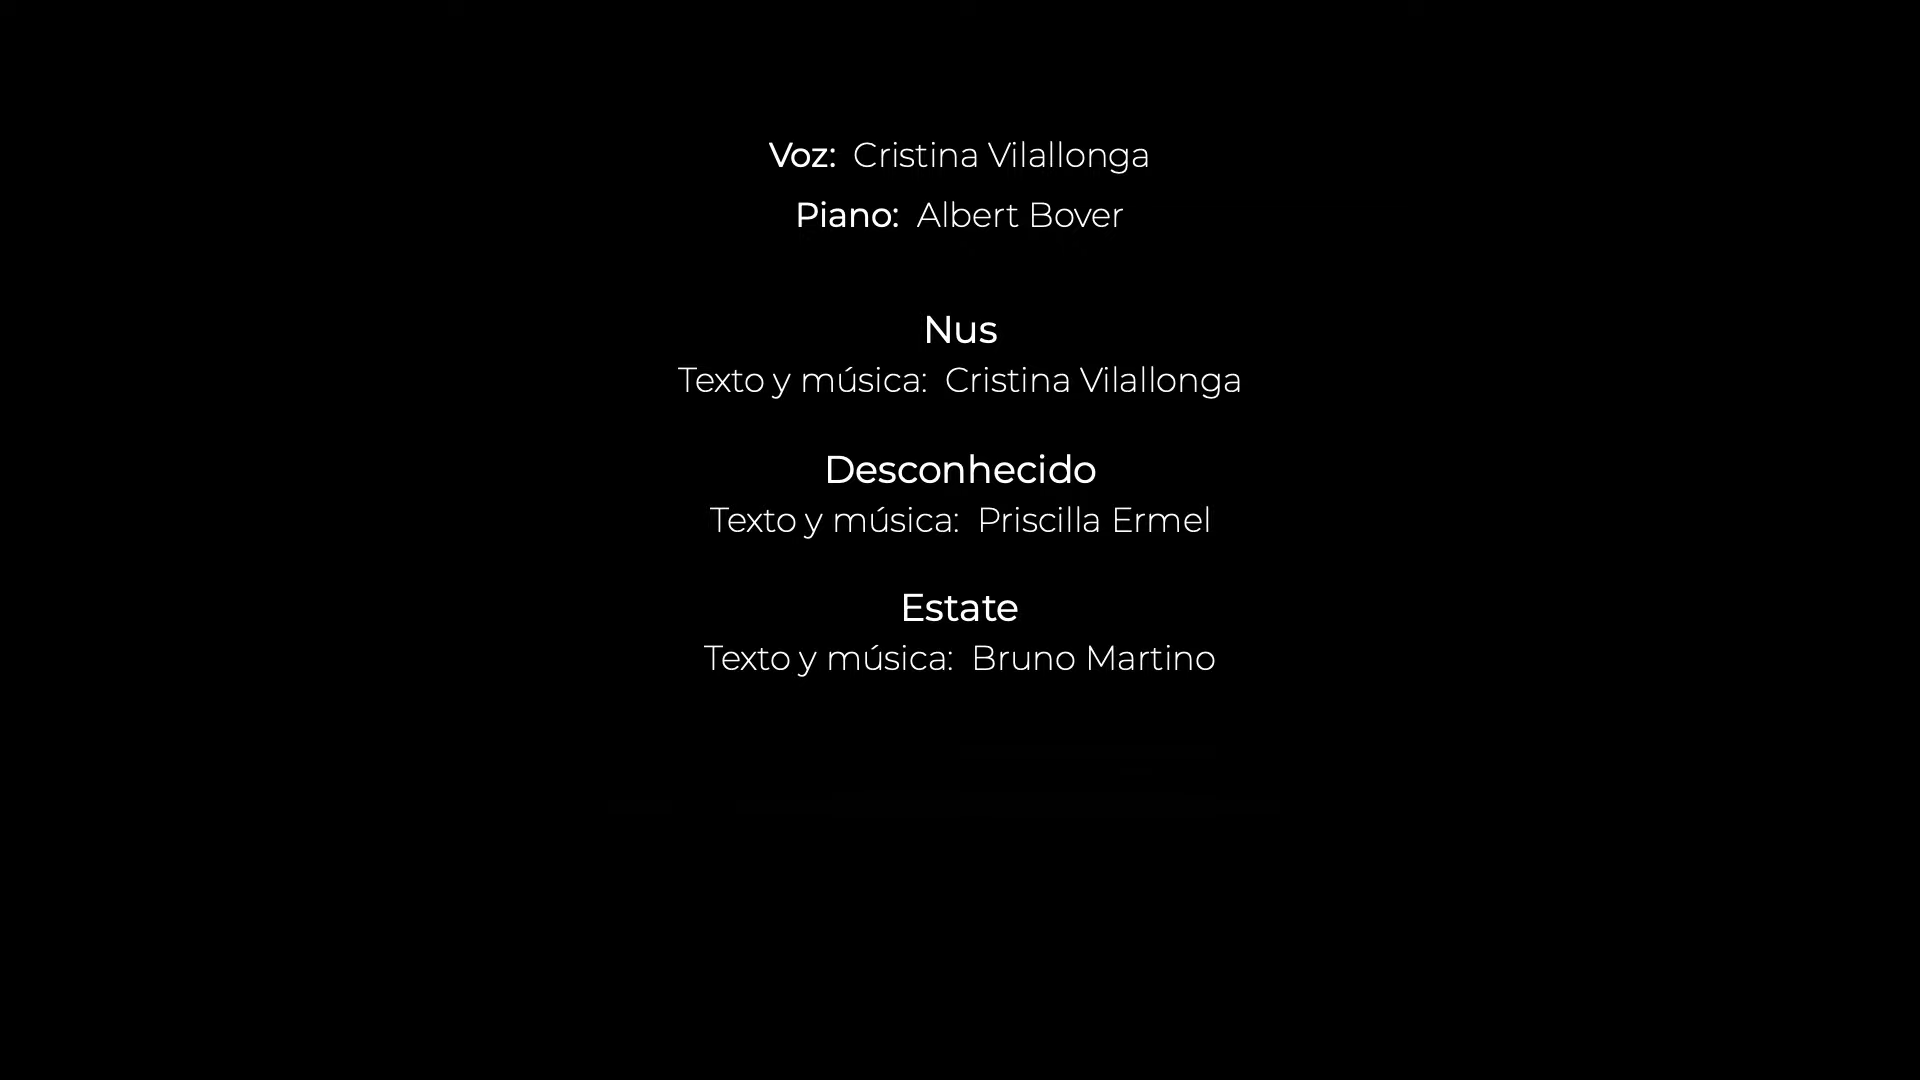 Voz: Cristina Vilallonga
Piano: Albert Bover
Nus
Texto y música: Cristina Vilallonga
Desconhecido
Texto y música: Priscilla Ermel
Estate
Texto y música: Bruno Martino